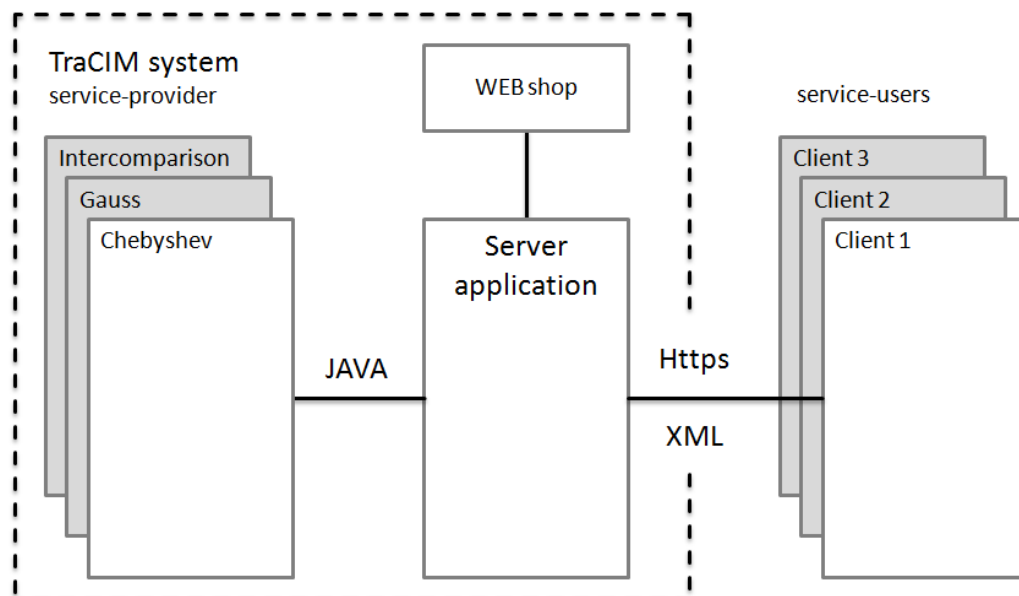 TraCIM system
service-provider
WEB shop
service-users
Intercomparison
Gauss
Chebyshev
Server
application
Client 3
Client 2
Client 1
JAVA
Https
XML